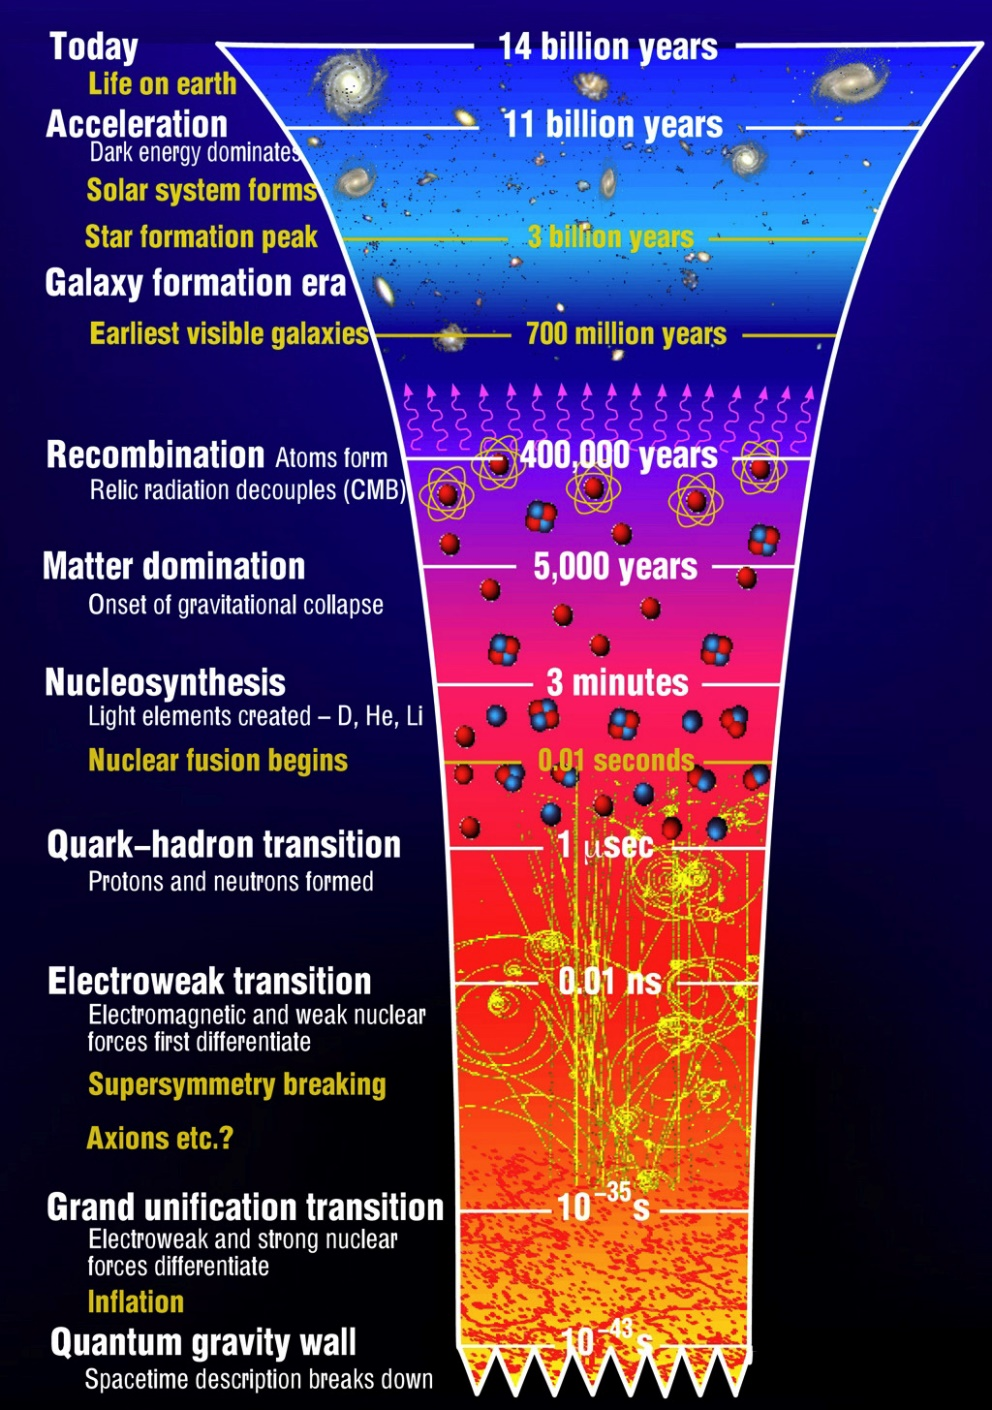 Today 14 billion years
Life on earth
Acceleration 11 billion years
Dark energy dominates
Solar system forms
Star formation peak 3 billion years
Galaxy formation era
Earliest visible galaxies 700 million years
Recombination Atoms form 400,000 years
Relic radiation decouples (CMB)
Matter domination 5,000 years
Onset of gravitational collapse
Nucleosynthesis 3 minutes
Light elements created – D, He, Li
Nuclear fusion begins 0.01 seconds
Quark–hadron transition 1 μsec
Protons and neutrons formed
Electroweak transition 0.01 ns
Electromagnetic and weak nuclear
forces first differentiate
Supersymmetry breaking
Axions etc.?
Grand unification transition 10⁻³⁵s
Electroweak and strong nuclear
forces differentiate
Inflation
Quantum gravity wall 10⁻⁴³s
Spacetime description breaks down